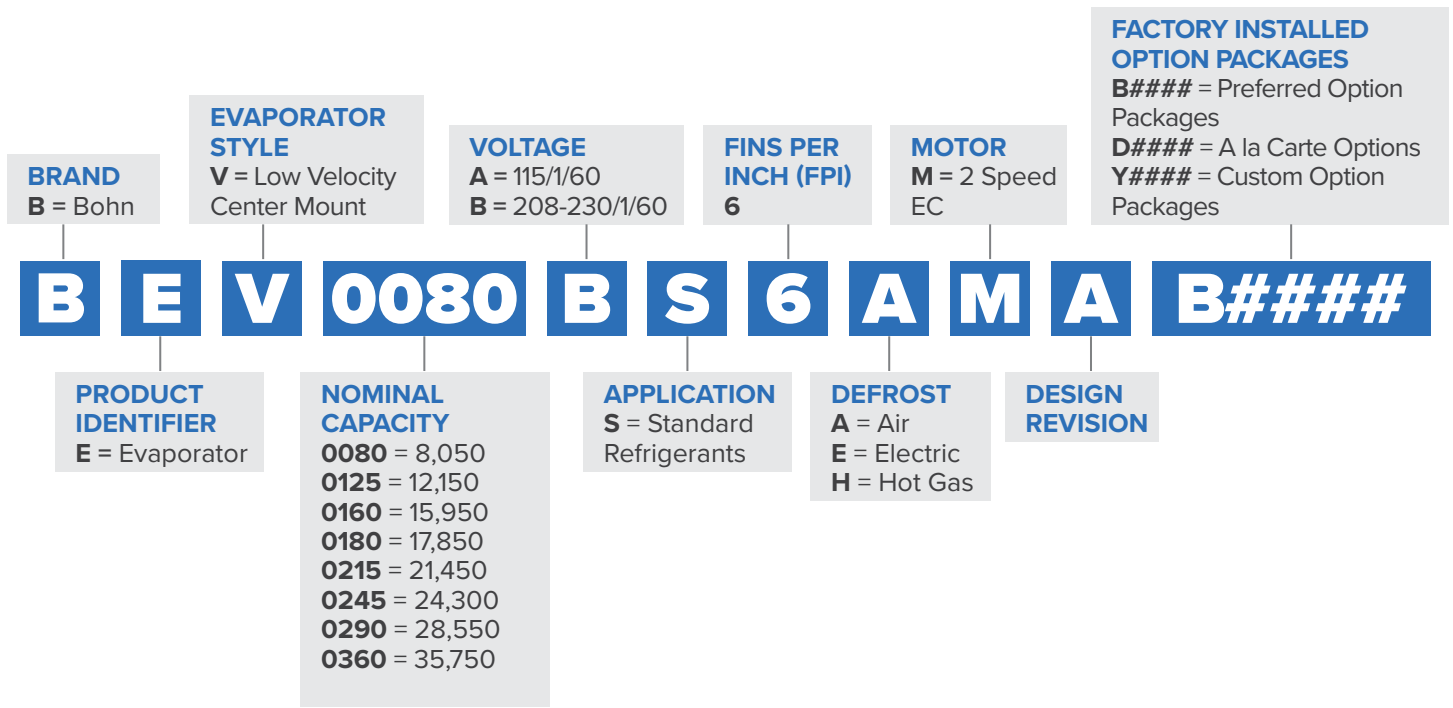 FACTORY INSTALLED
OPTION PACKAGES
B#### = Preferred Option
Packages
D#### = A la Carte Options
Y#### = Custom Option
Packages
EVAPORATOR
STYLE
V = Low Velocity
Center Mount
VOLTAGE
A = 115/1/60
B = 208-230/1/60
FINS PER
INCH (FPI)
6
MOTOR
M = 2 Speed
EC
BRAND
B = Bohn
B E V 0080 B S 6 A M A B####
PRODUCT
IDENTIFIER
E = Evaporator
NOMINAL
CAPACITY
0080 = 8,050
0125 = 12,150
0160 = 15,950
0180 = 17,850
0215 = 21,450
0245 = 24,300
0290 = 28,550
0360 = 35,750
APPLICATION
S = Standard
Refrigerants
DEFROST
A = Air
E = Electric
H = Hot Gas
DESIGN
REVISION